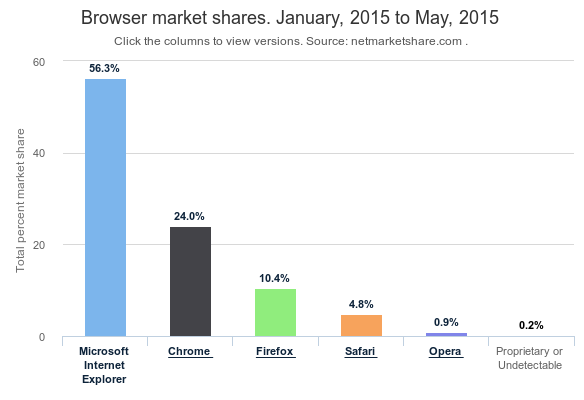 Browser market shares. January, 2015 to May, 2015
Click the columns to view versions. Source: netmarketshare.com .
Total percent market share
60
40
20
0
56.3%
24.0%
10.4%
4.8%
0.9%
0.2%
Microsoft
Internet
Explorer
Chrome
Firefox
Safari
Opera
Proprietary or
Undetectable